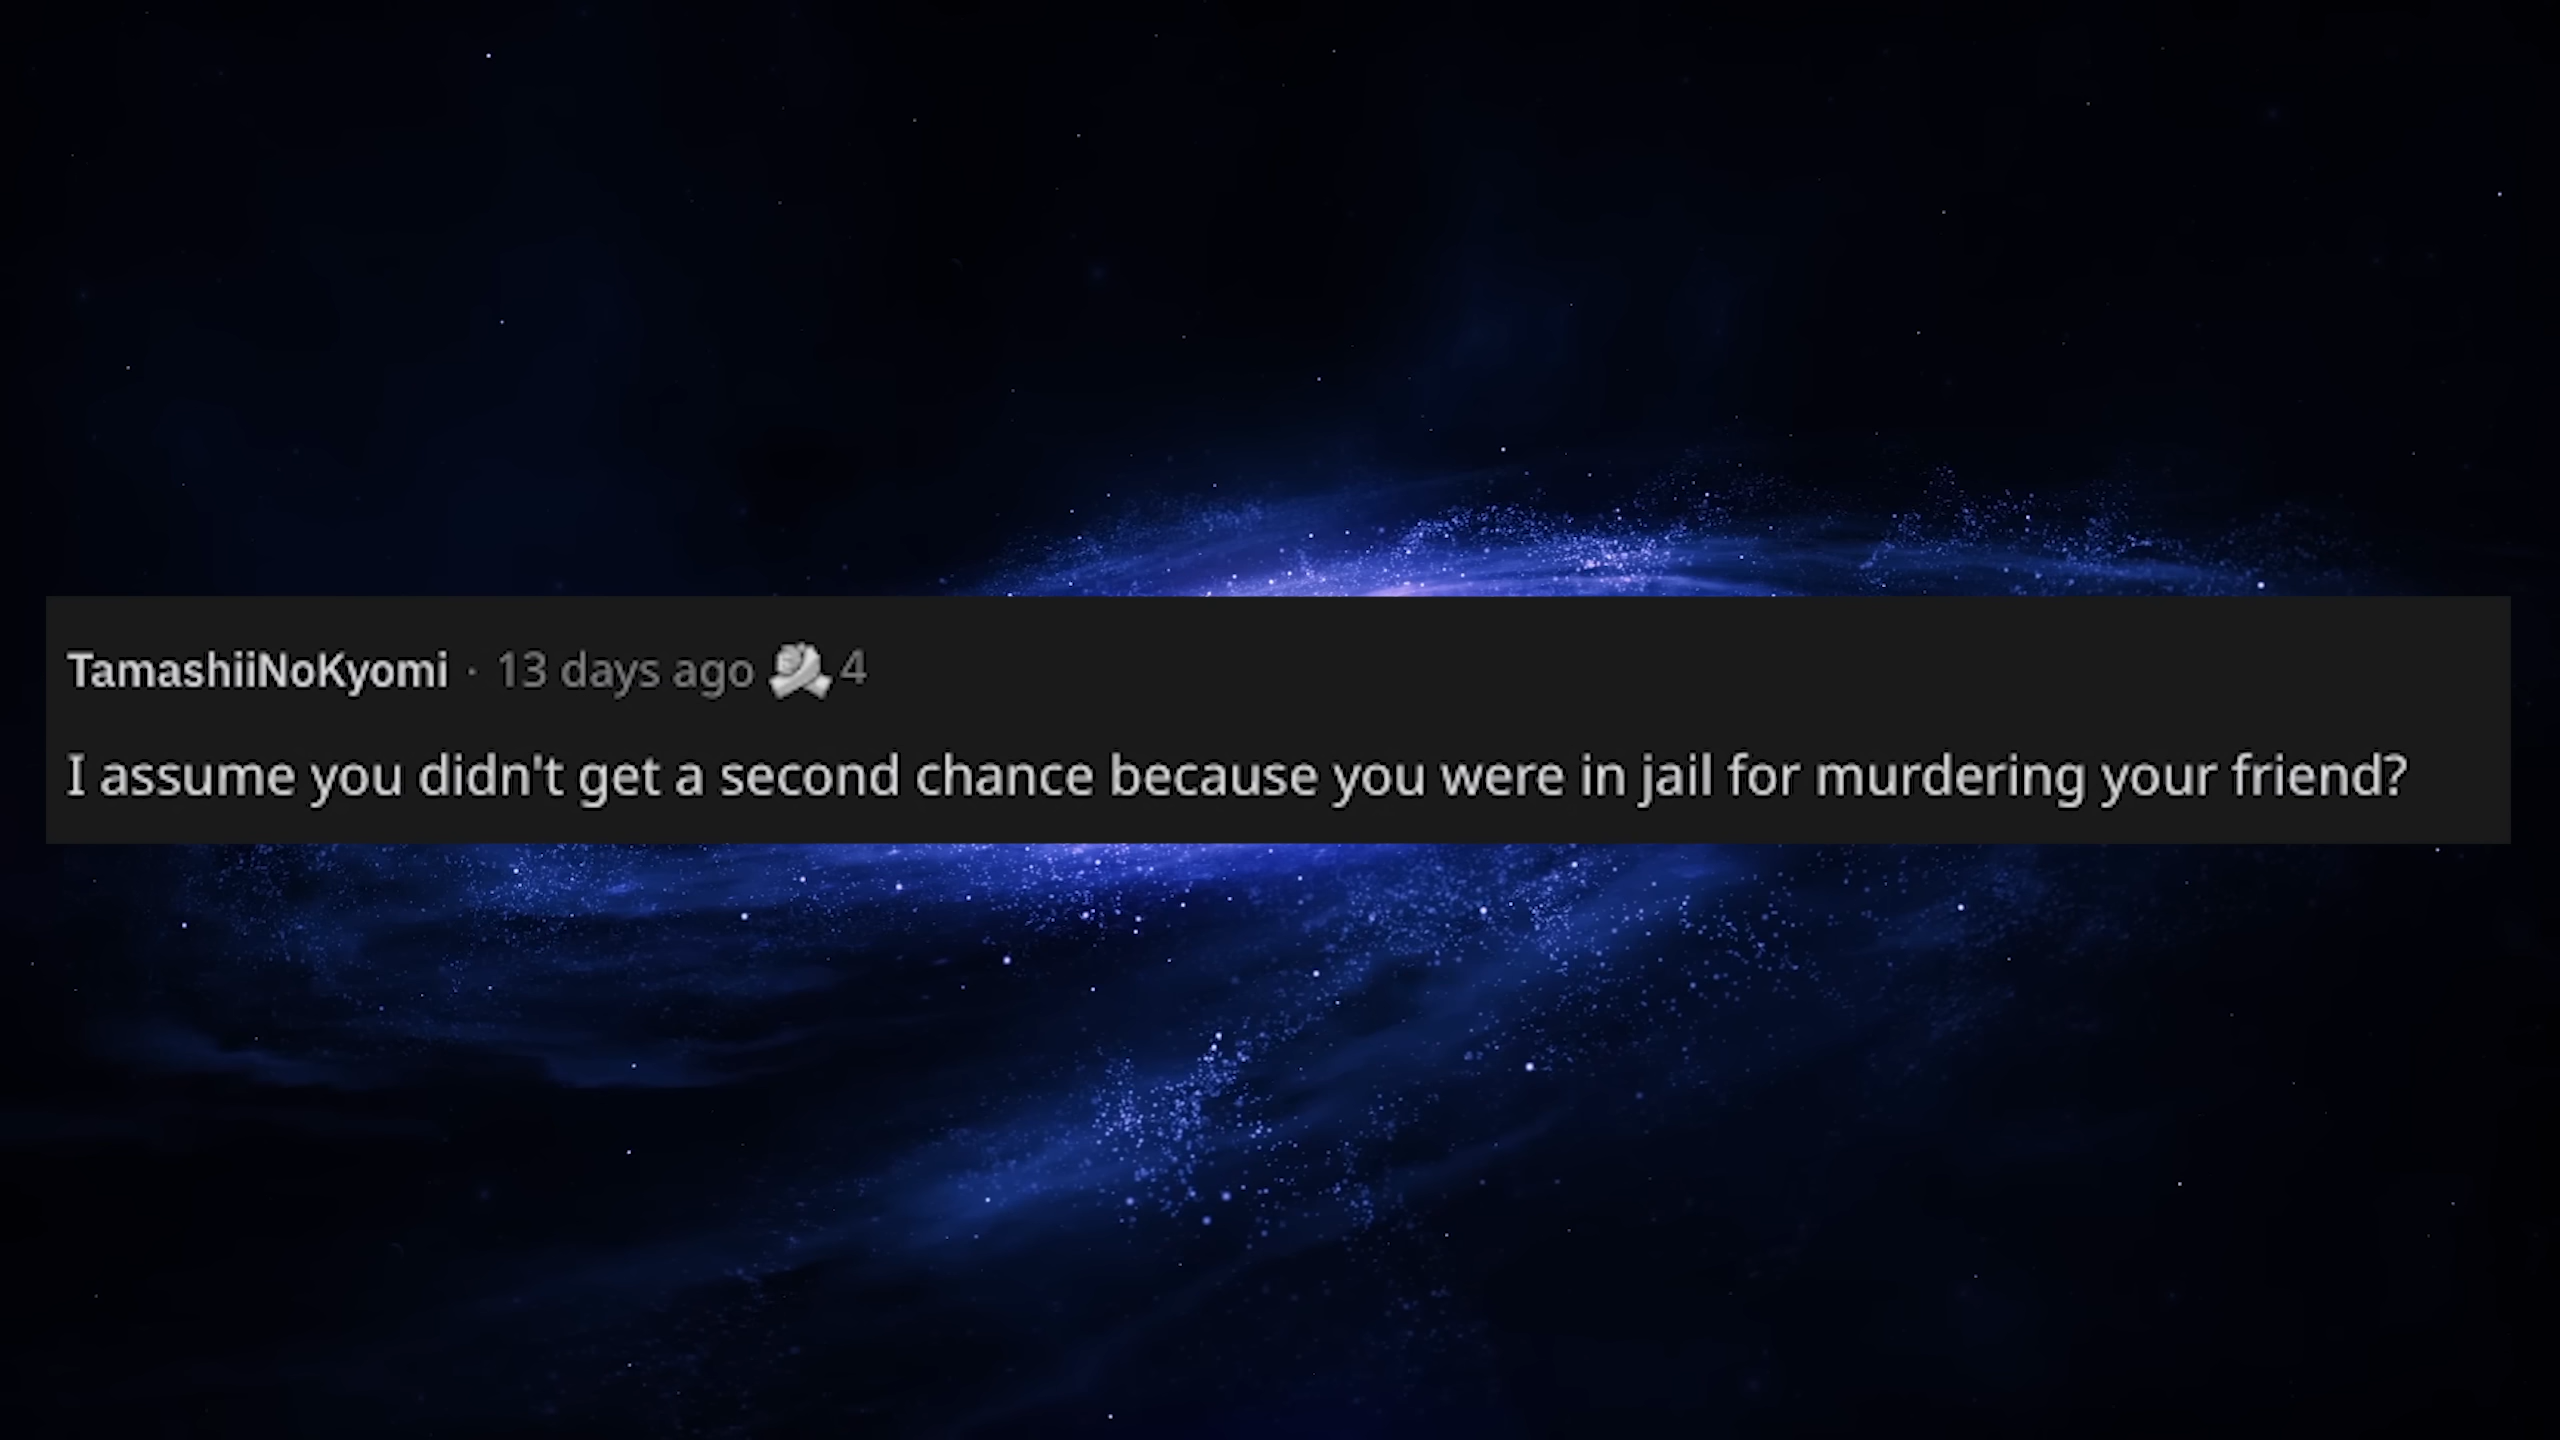 TamashiiNoKyomi · 13 days ago 4
I assume you didn't get a second chance because you were in jail for murdering your friend?